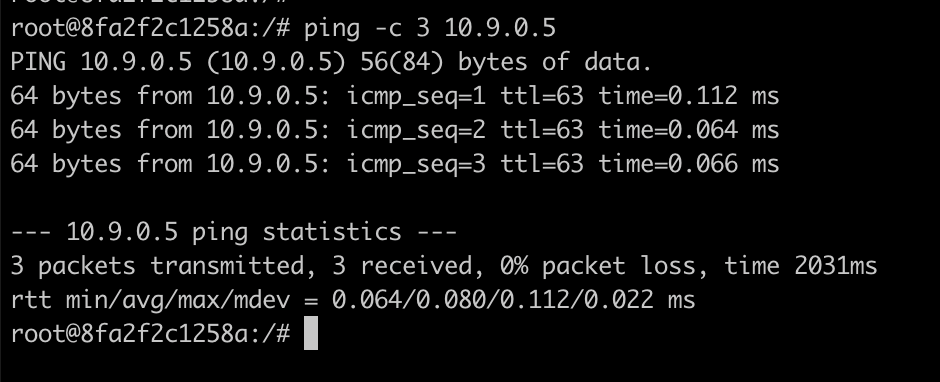 root@8fa2f2c1258a:/# ping -c 3 10.9.0.5
PING 10.9.0.5 (10.9.0.5) 56(84) bytes of data.
64 bytes from 10.9.0.5: icmp_seq=1 ttl=63 time=0.112 ms
64 bytes from 10.9.0.5: icmp_seq=2 ttl=63 time=0.064 ms
64 bytes from 10.9.0.5: icmp_seq=3 ttl=63 time=0.066 ms
--- 10.9.0.5 ping statistics ---
3 packets transmitted, 3 received, 0% packet loss, time 2031ms
rtt min/avg/max/mdev = 0.064/0.080/0.112/0.022 ms
root@8fa2f2c1258a:/#